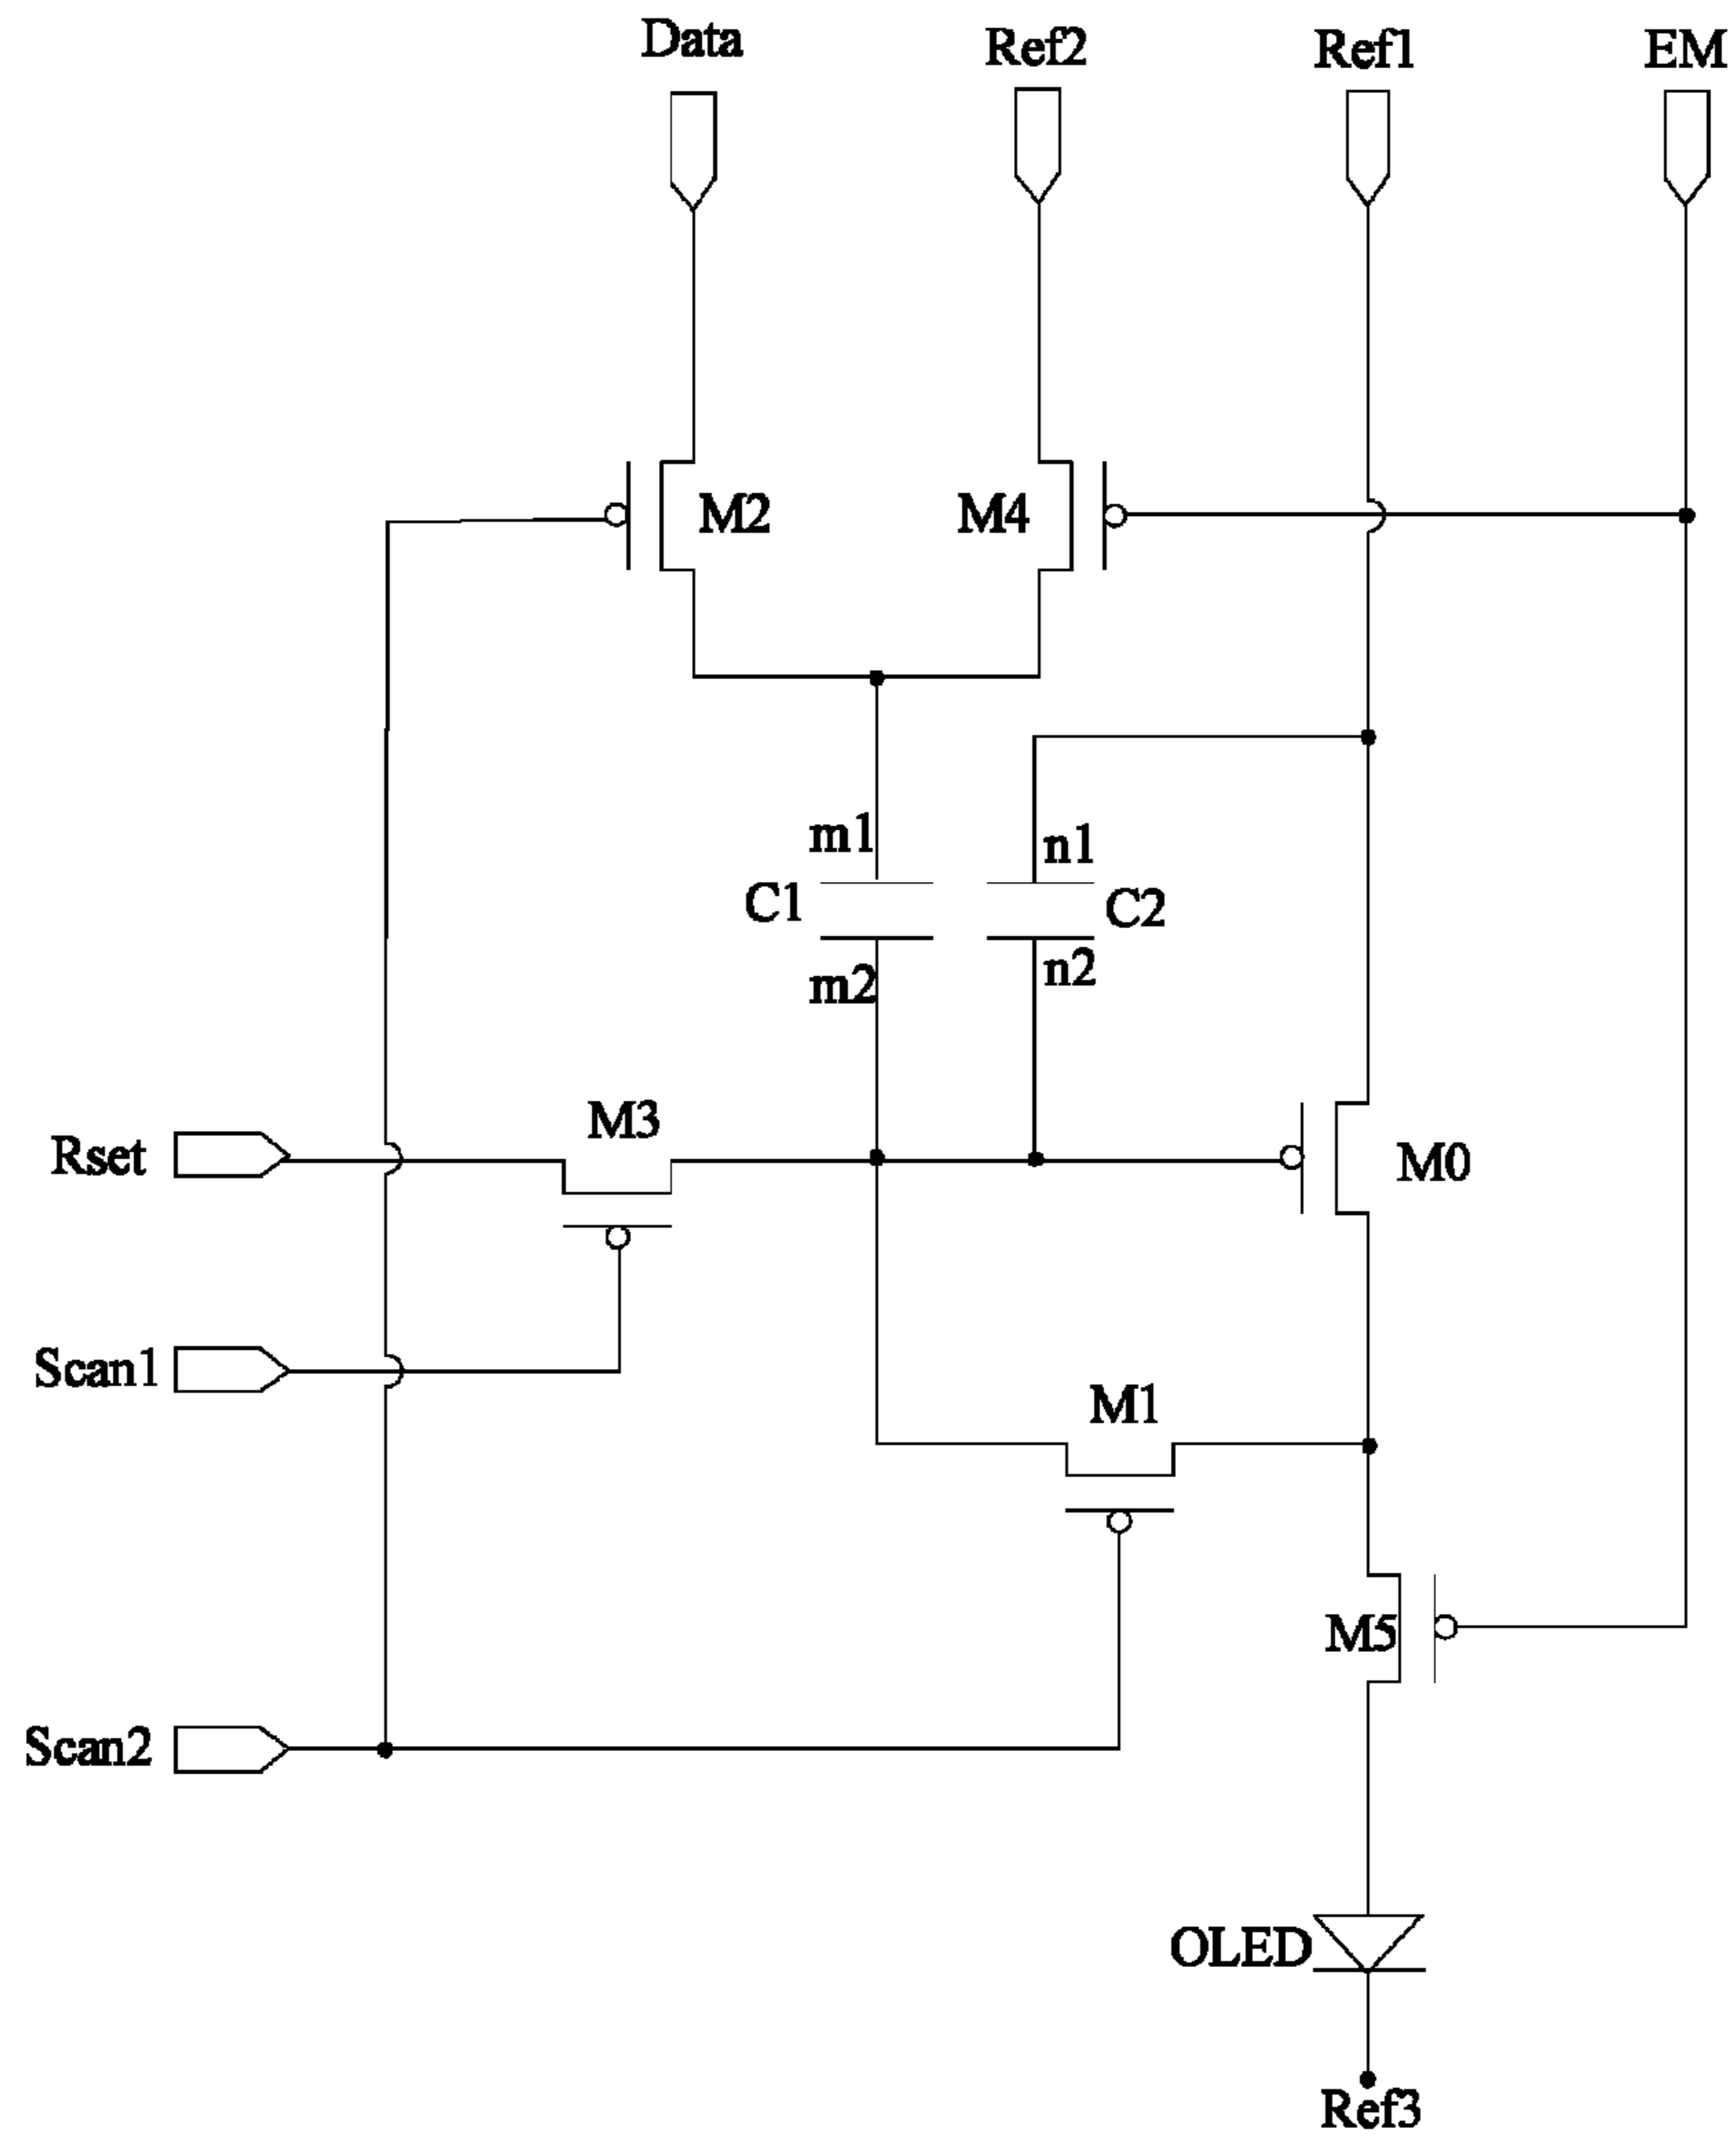 Data
Ref2
Ref1
EM
M2
M4
m1
n1
C1
C2
m2
n2
M3
Rset
M0
Scan1
M1
M5
Scan2
OLED
Ref3